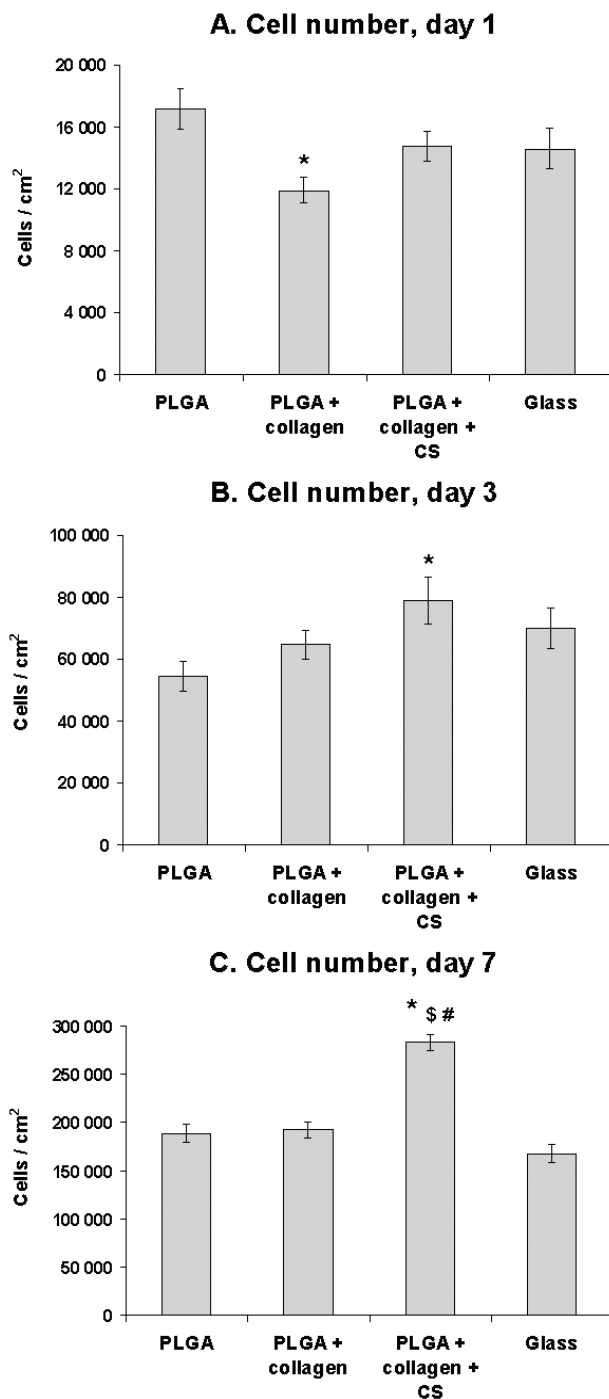 A. Cell number, day 1
20 000
16 000
12 000
8 000
4 000
0
Cells / cm²
*
PLGA
PLGA +
collagen
PLGA +
collagen +
CS
Glass
B. Cell number, day 3
100 000
80 000
60 000
40 000
20 000
0
Cells / cm²
*
PLGA
PLGA +
collagen
PLGA +
collagen +
CS
Glass
C. Cell number, day 7
300 000
250 000
200 000
150 000
100 000
50 000
0
Cells / cm²
* $ #
PLGA
PLGA +
collagen
PLGA +
collagen +
CS
Glass